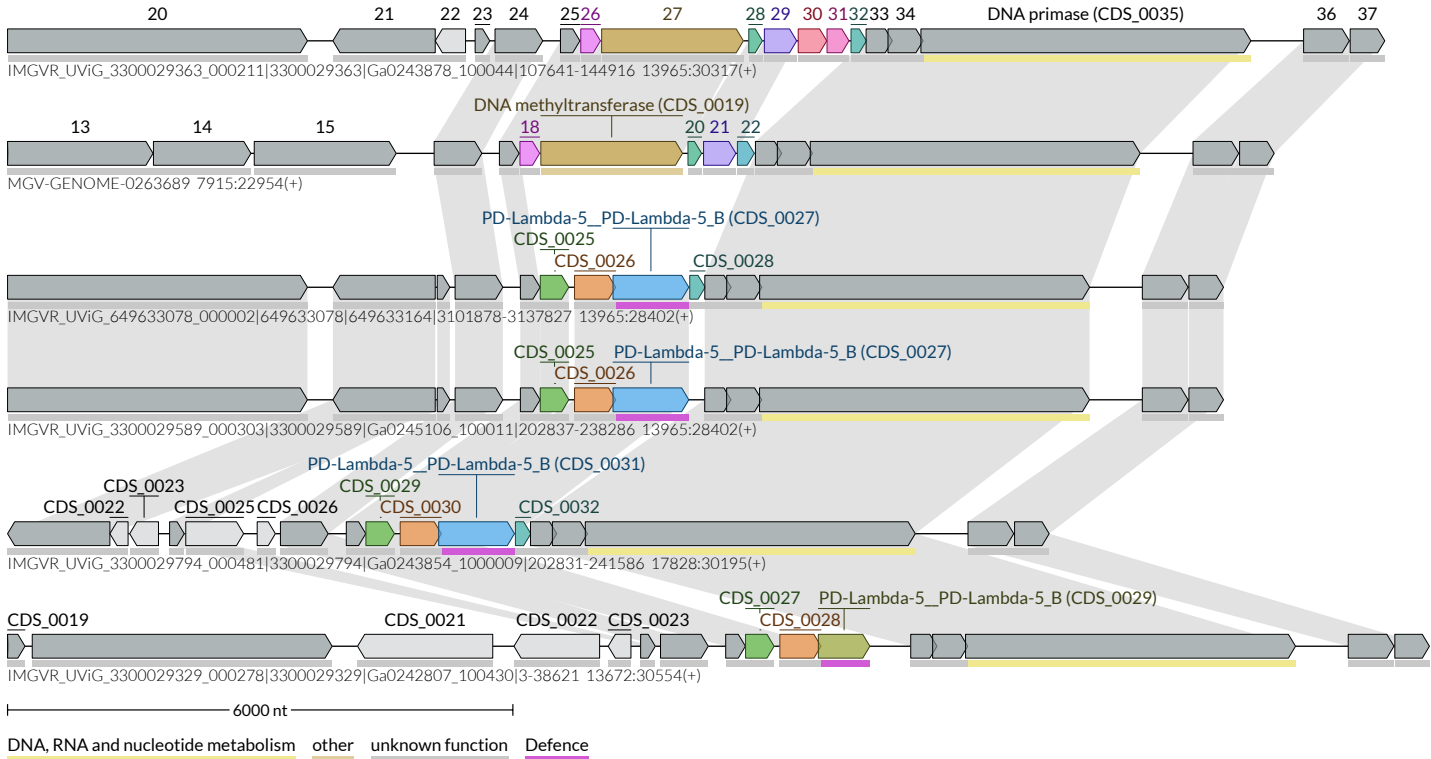 20 21 22 23 24 25 26 27 28 29 30 31 32 33 34 DNA primase (CDS_0035) 36 37
IMGVR_UViG_3300029363_000211|3300029363|Ga0243878_100044|107641-144916 13965:30317(+)
DNA methyltransferase (CDS_0019)
13 14 15 18 20 21 22
MGV-GENOME-0263689 7915:22954(+)
PD-Lambda-5__PD-Lambda-5_B (CDS_0027)
CDS_0025
CDS_0026 CDS_0028
IMGVR_UViG_649633078_000002|649633078|649633164|3101878-3137827 13965:28402(+)
CDS_0025 PD-Lambda-5__PD-Lambda-5_B (CDS_0027)
CDS_0026
IMGVR_UViG_3300029589_000303|3300029589|Ga0245106_100011|202837-238286 13965:28402(+)
PD-Lambda-5__PD-Lambda-5_B (CDS_0031)
CDS_0023 CDS_0029
CDS_0022 CDS_0025 CDS_0026 CDS_0030 CDS_0032
IMGVR_UViG_3300029794_000481|3300029794|Ga0243854_1000009|202831-241586 17828:30195(+)
CDS_0027 PD-Lambda-5__PD-Lambda-5_B (CDS_0029)
CDS_0019 CDS_0021 CDS_0022 CDS_0023 CDS_0028
IMGVR_UViG_3300029329_000278|3300029329|Ga0242807_100430|3-38621 13672:30554(+)
6000 nt
DNA, RNA and nucleotide metabolism other unknown function Defence